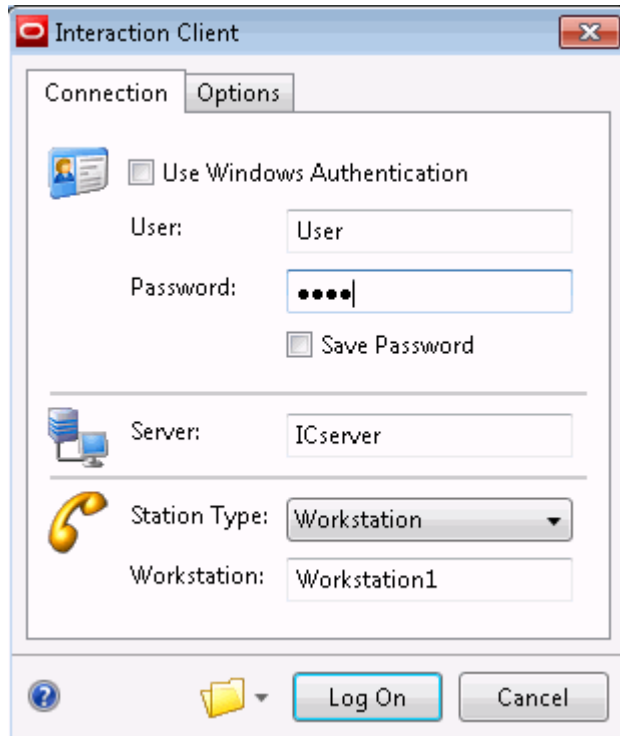 Interaction Client
Connection Options
Use Windows Authentication
User: User
Password: ••••
Save Password
Server: ICserver
Station Type: Workstation
Workstation: Workstation1
Log On Cancel